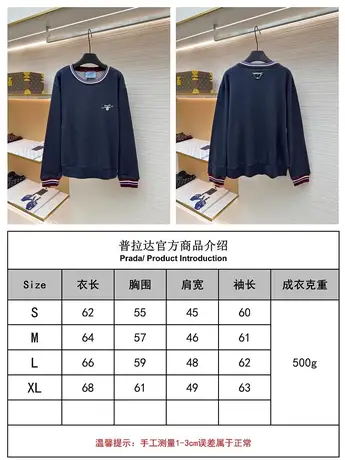 普拉达官方商品介绍
Prada/ Product Introduction
Size 衣长 胸围 肩宽 袖长 成衣克重
S 62 55 45 60
M 64 57 46 61
L 66 59 48 62
XL 68 61 49 63
500g
温馨提示：手工测量1-3cm误差属于正常